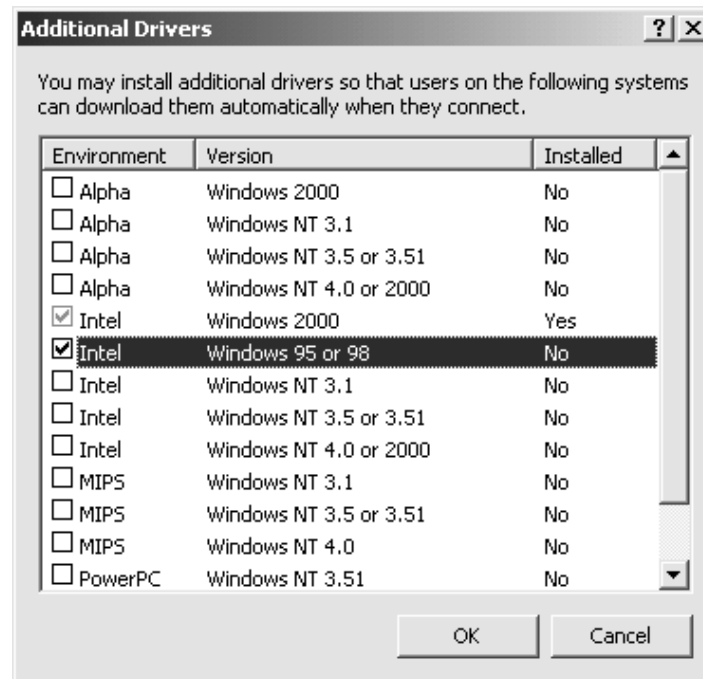 Additional Drivers
You may install additional drivers so that users on the following systems
can download them automatically when they connect.
Environment Version Installed
Alpha Windows 2000 No
Alpha Windows NT 3.1 No
Alpha Windows NT 3.5 or 3.51 No
Alpha Windows NT 4.0 or 2000 No
Intel Windows 2000 Yes
Intel Windows 95 or 98 No
Intel Windows NT 3.1 No
Intel Windows NT 3.5 or 3.51 No
Intel Windows NT 4.0 or 2000 No
MIPS Windows NT 3.1 No
MIPS Windows NT 3.5 or 3.51 No
MIPS Windows NT 4.0 No
PowerPC Windows NT 3.51 No
OK Cancel